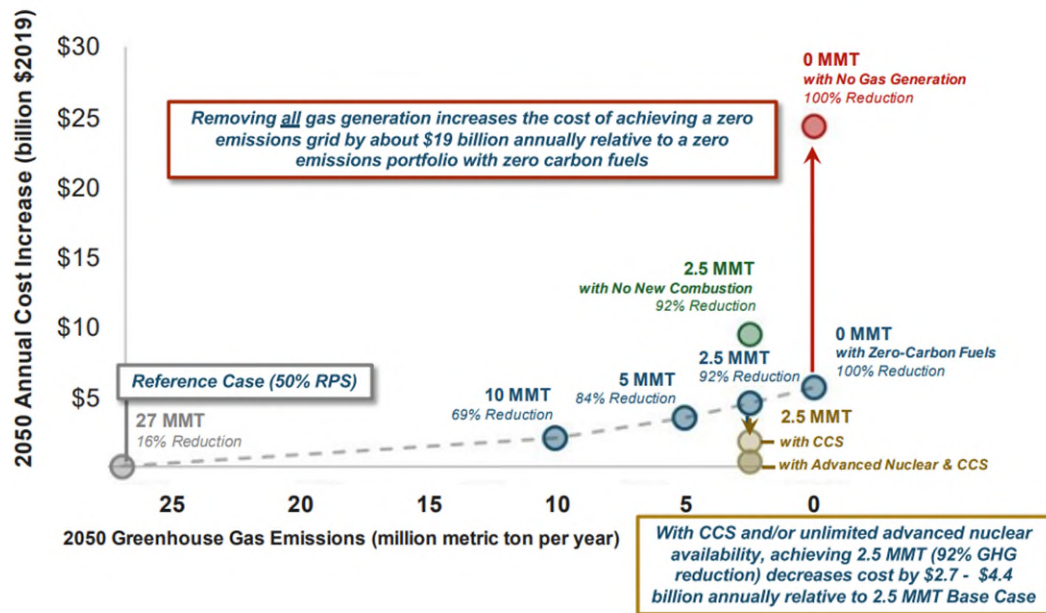 2050 Annual Cost Increase (billion $2019)
$30
$25
$20
$15
$10
$5
0 MMT
with No Gas Generation
100% Reduction
Removing all gas generation increases the cost of achieving a zero
emissions grid by about $19 billion annually relative to a zero
emissions portfolio with zero carbon fuels
2.5 MMT
with No New Combustion
92% Reduction
0 MMT
with Zero-Carbon Fuels
100% Reduction
2.5 MMT
92% Reduction
5 MMT
84% Reduction
10 MMT
69% Reduction
Reference Case (50% RPS)
27 MMT
16% Reduction
2.5 MMT
with CCS
with Advanced Nuclear & CCS
25
20
15
10
5
0
2050 Greenhouse Gas Emissions (million metric ton per year)
With CCS and/or unlimited advanced nuclear
availability, achieving 2.5 MMT (92% GHG
reduction) decreases cost by $2.7 - $4.4
billion annually relative to 2.5 MMT Base Case